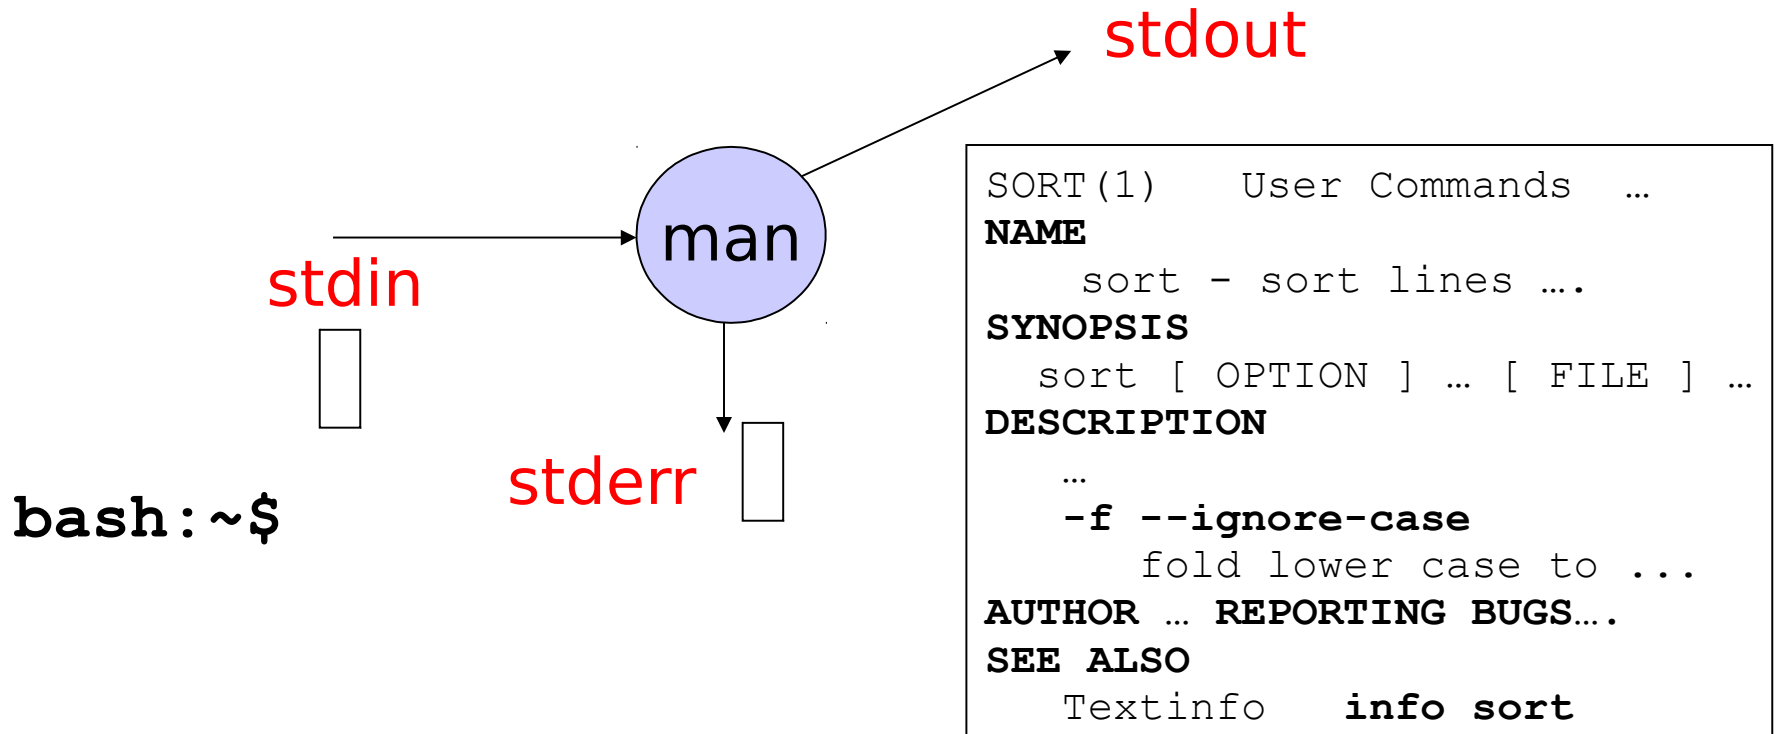 stdout
man
stdin
stderr
bash:~$
SORT(1) User Commands …
NAME
sort - sort lines ….
SYNOPSIS
sort [ OPTION ] … [ FILE ] …
DESCRIPTION
…
-f --ignore-case
fold lower case to ...
AUTHOR … REPORTING BUGS….
SEE ALSO
Textinfo info sort